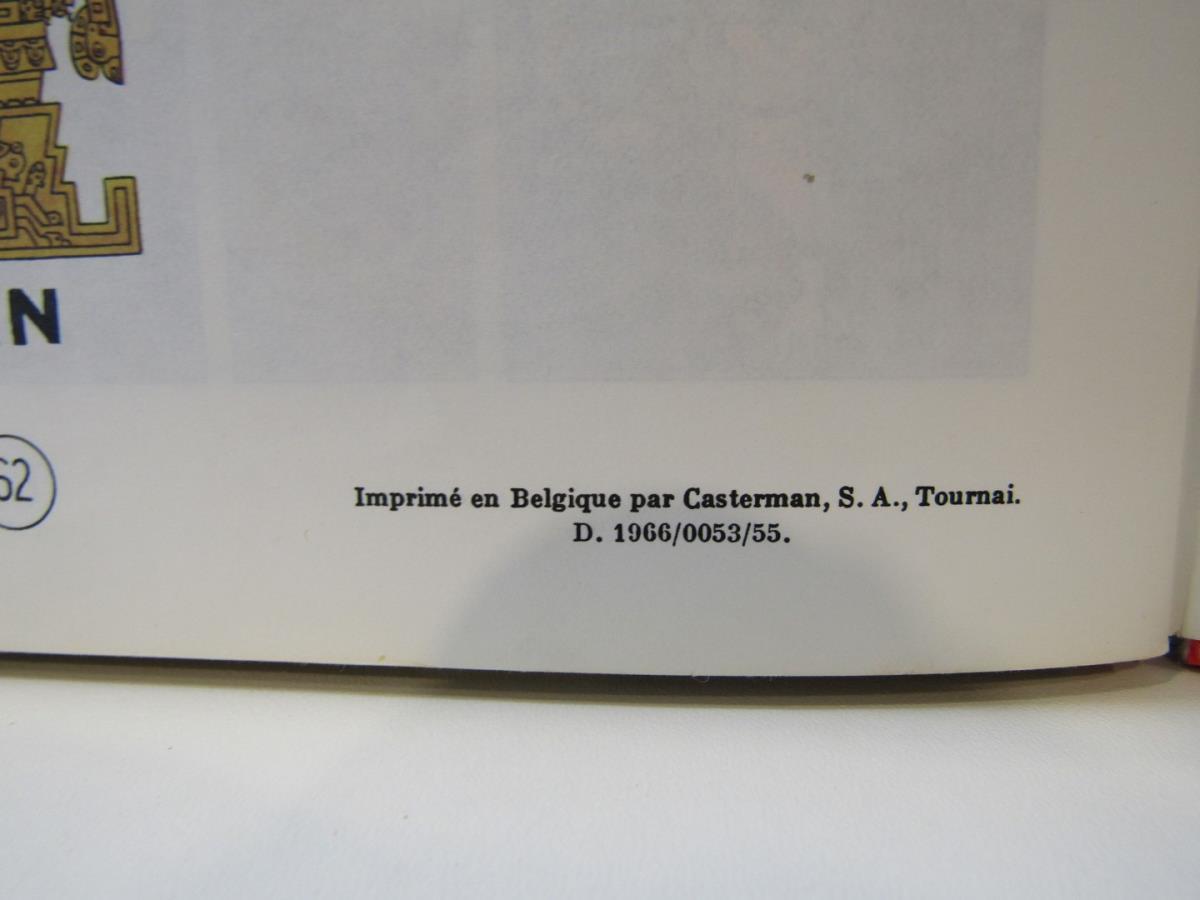 N
62
Imprimé en Belgique par Casterman, S. A., Tournai.
D. 1966/0053/55.